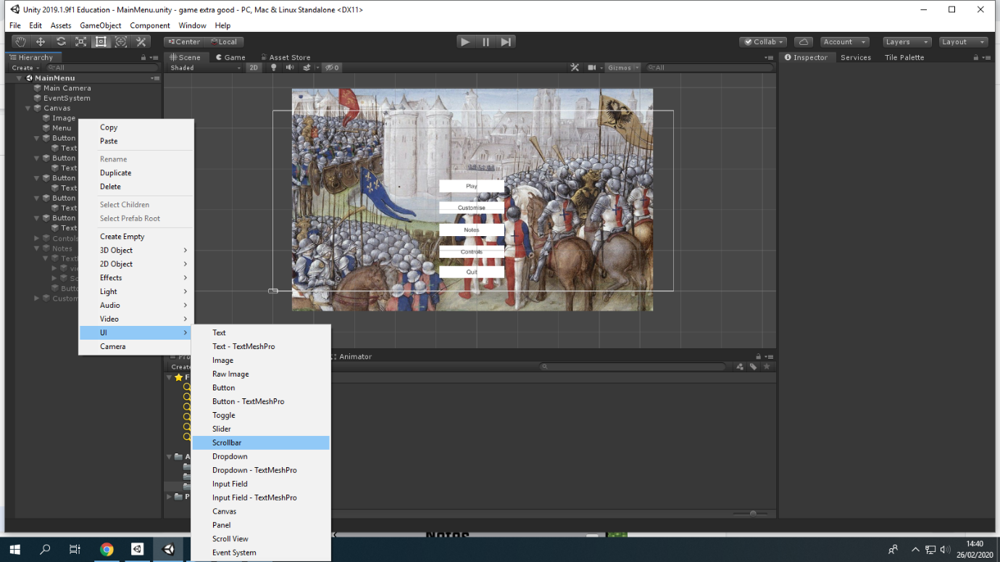 Unity 2019.1.9f1 Education - MainMenu.unity - game extra good - PC, Mac & Linux Standalone <DX11>
File Edit Assets GameObject Component Window Help
Center Local Collab Account Layers Layout
Hierarchy Scene Game Asset Store Inspector Services Tile Palette
Create All Shaded 2D 0 Gizmos All
MainMenu
Main Camera
EventSystem
Canvas
Image
Menu
Button
Text
Button
Text
Button
Text
Button
Text
Button
Text
Contols
Notes
Text
vi
Sc
Butto
Custom
Copy
Paste
Rename
Duplicate
Delete
Select Children
Select Prefab Root
Create Empty
3D Object
2D Object
Effects
Light
Audio
Video
UI
Camera
Text
Text - TextMeshPro
Image
Raw Image
Button
Button - TextMeshPro
Toggle
Slider
Scrollbar
Dropdown
Dropdown - TextMeshPro
Input Field
Input Field - TextMeshPro
Canvas
Panel
Scroll View
Event System
Play
Customise
Notes
Controls
Quit
Pro Animator
Create
F
A
P
Notes
14:40
26/02/2020